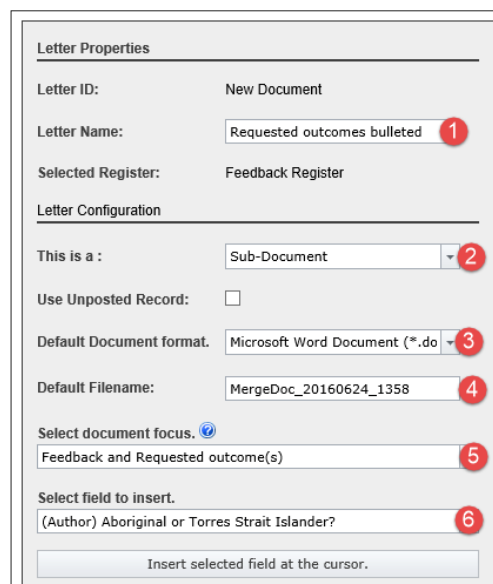 Letter Properties
Letter ID: New Document
Letter Name: Requested outcomes bulleted 1
Selected Register: Feedback Register
Letter Configuration
This is a : Sub-Document 2
Use Unposted Record:
Default Document format. Microsoft Word Document (*.do 3
Default Filename: MergeDoc_20160624_1358 4
Select document focus. ?
Feedback and Requested outcome(s) 5
Select field to insert.
(Author) Aboriginal or Torres Strait Islander? 6
Insert selected field at the cursor.